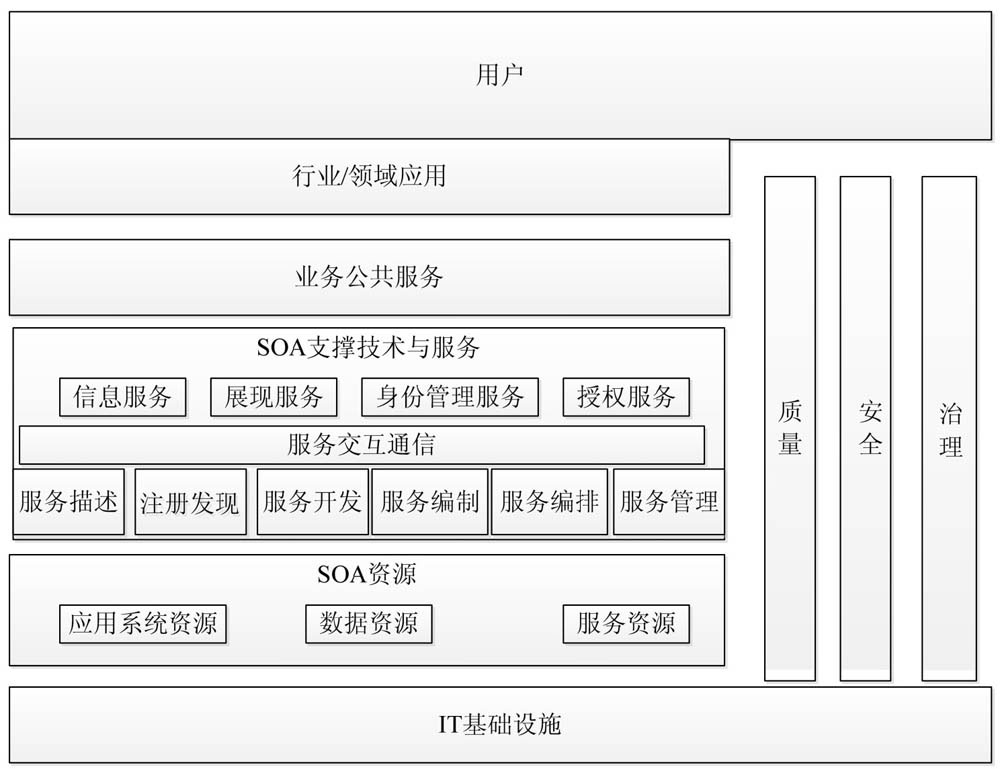 用户
行业/领域应用
业务公共服务
SOA支撑技术与服务
信息服务
展现服务
身份管理服务
授权服务
服务交互通信
服务描述
注册发现
服务开发
服务编制
服务编排
服务管理
SOA资源
应用系统资源
数据资源
服务资源
质量
安全
治理
IT基础设施